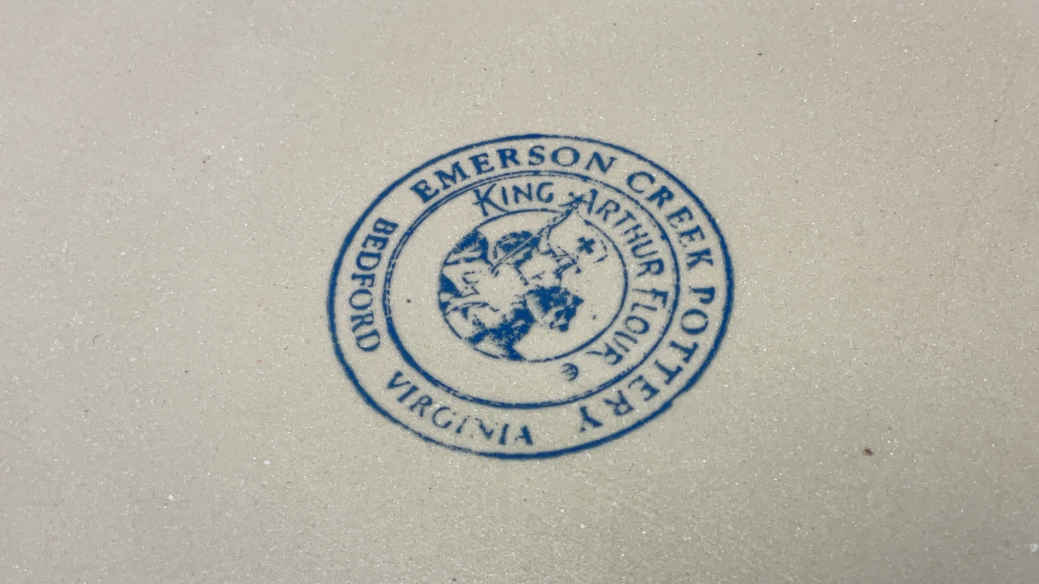 EMERSON CREEK POTTERY
BEDFORD VIRGINIA
KING ARTHUR FLOUR